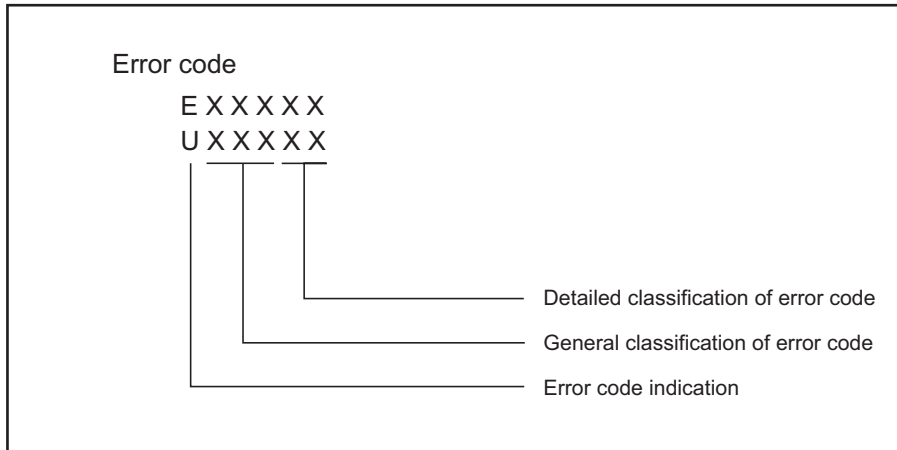 Error code
E X X X X X
U X X X X X
Detailed classification of error code
General classification of error code
Error code indication